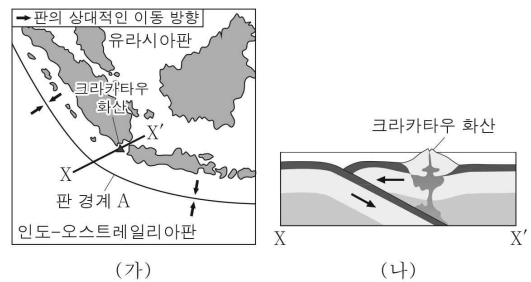 판의 상대적인 이동 방향
유라시아판
크라카타우
화산
X'
X
판 경계 A
인도-오스트레일리아판
(가)
크라카타우 화산
X
X'
(나)